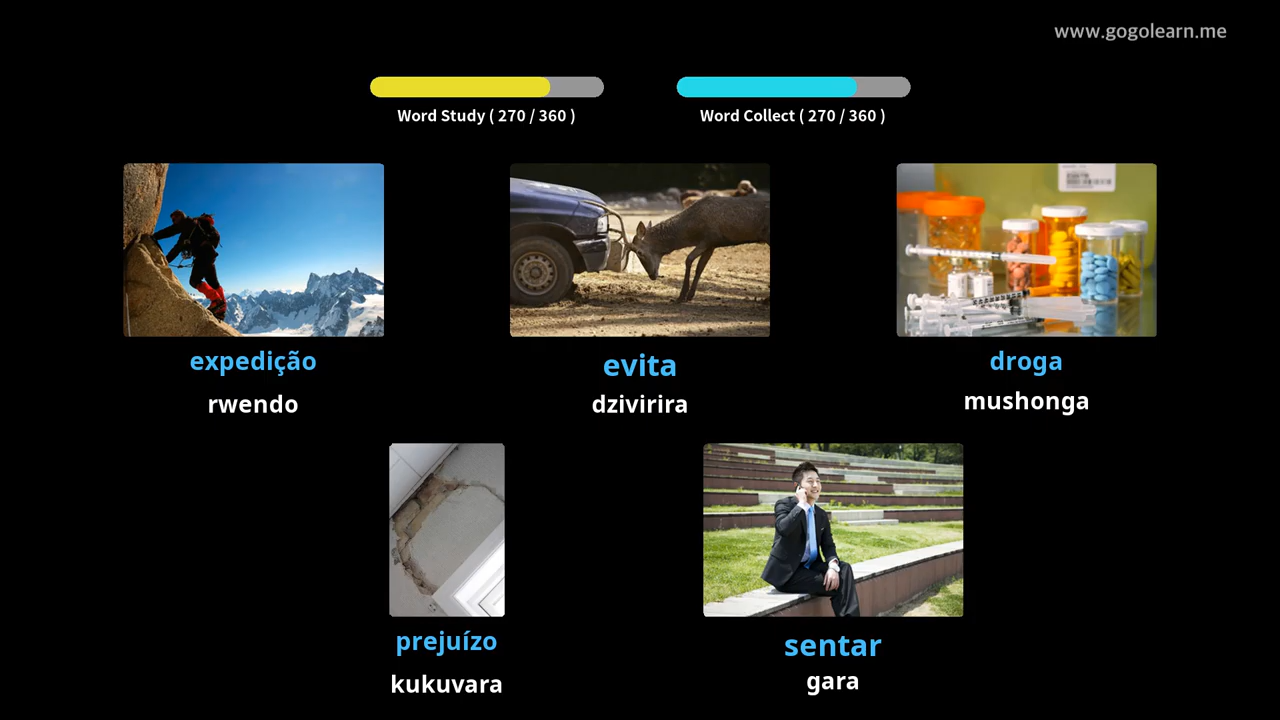 www.gogolearn.me
Word Study ( 270 / 360 )
Word Collect ( 270 / 360 )
expedição
rwendo
evita
dzivirira
droga
mushonga
prejuízo
kukuvara
sentar
gara